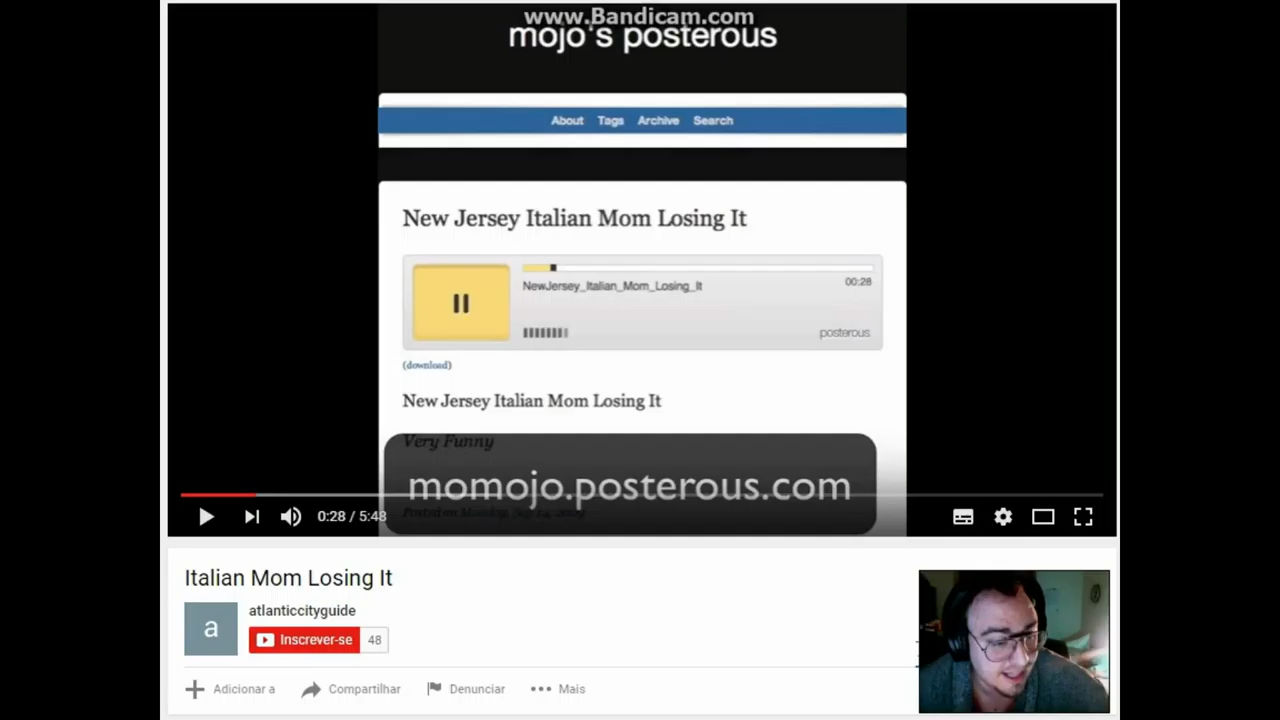 www.Bandicam.com
mojo's posterous
About Tags Archive Search
New Jersey Italian Mom Losing It
NewJersey_Italian_Mom_Losing_It
00:28
posterous
(download)
New Jersey Italian Mom Losing It
Very Funny
momojo.posterous.com
0:28 / 5:48
Italian Mom Losing It
a
atlanticcityguide
Inscrever-se 48
Adicionar a Compartilhar Denunciar Mais